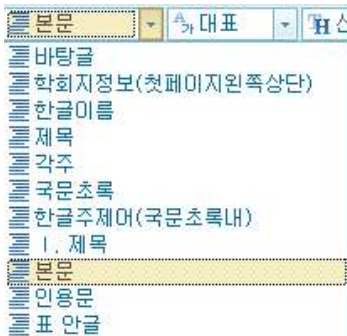 본문 대표
바탕글
학회지정보(첫페이지왼쪽상단)
한글이름
제목
각주
국문초록
한글주제어(국문초록내)
Ⅰ. 제목
본문
인용문
표 안글